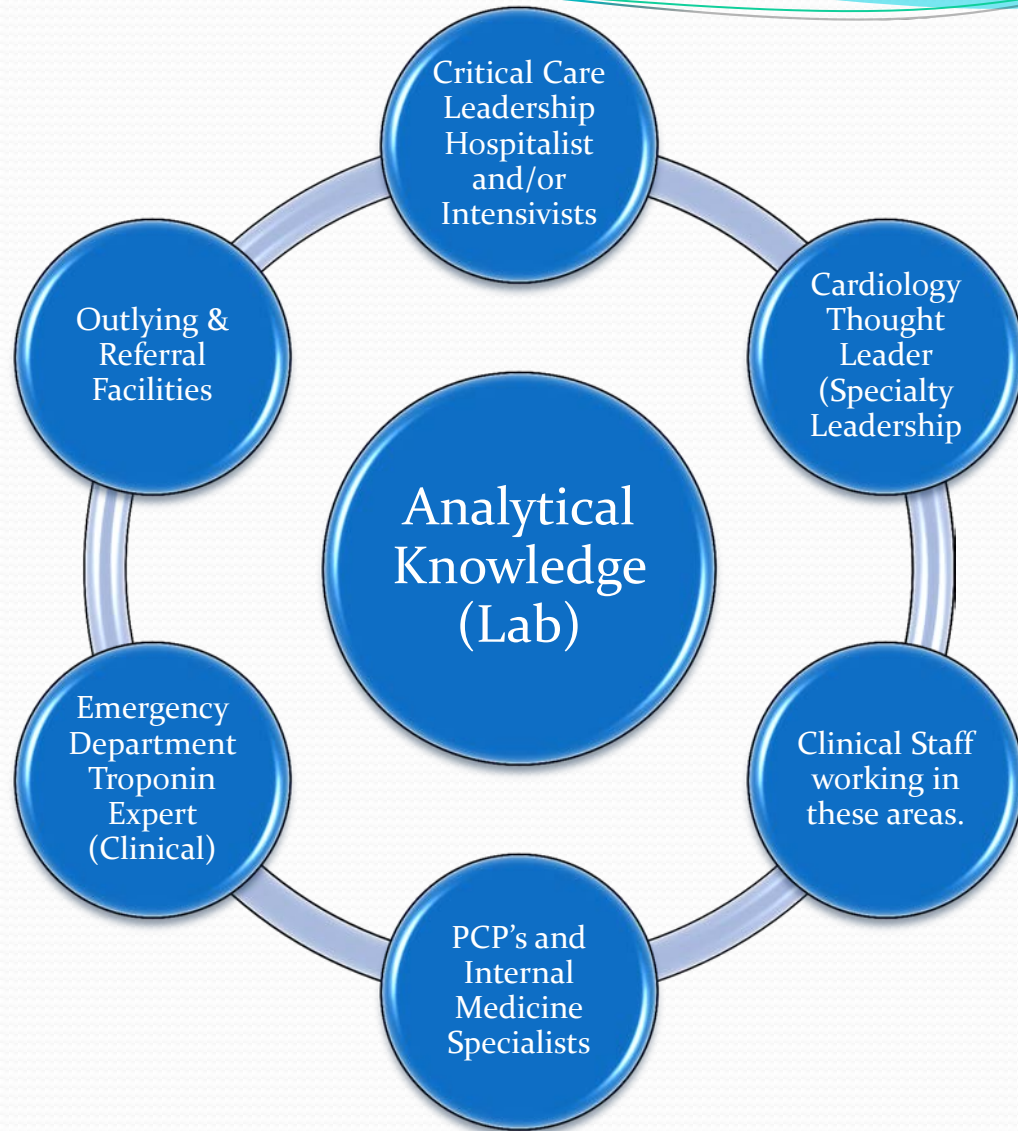 Critical Care
Leadership
Hospitalist
and/or
Intensivists
Cardiology
Thought
Leader
(Specialty
Leadership
Clinical Staff
working in
these areas.
PCP’s and
Internal
Medicine
Specialists
Emergency
Department
Troponin
Expert
(Clinical)
Outlying &
Referral
Facilities
Analytical
Knowledge
(Lab)